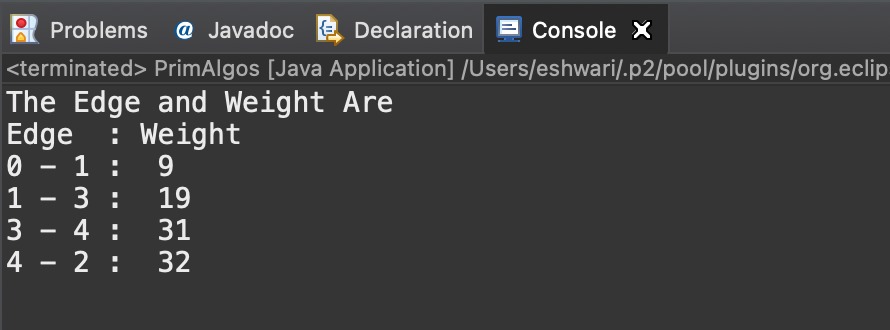 Problems @ Javadoc Declaration Console
<terminated> PrimAlgos [Java Application] /Users/eshwari/.p2/pool/plugins/org.eclip
The Edge and Weight Are
Edge  : Weight
0 - 1 :  9
1 - 3 :  19
3 - 4 :  31
4 - 2 :  32